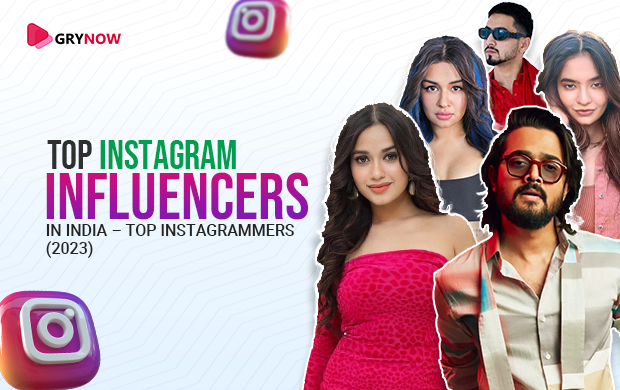 GRYNOW
TOP INSTAGRAM
INFLUENCERS
IN INDIA – TOP INSTAGRAMMERS
(2023)